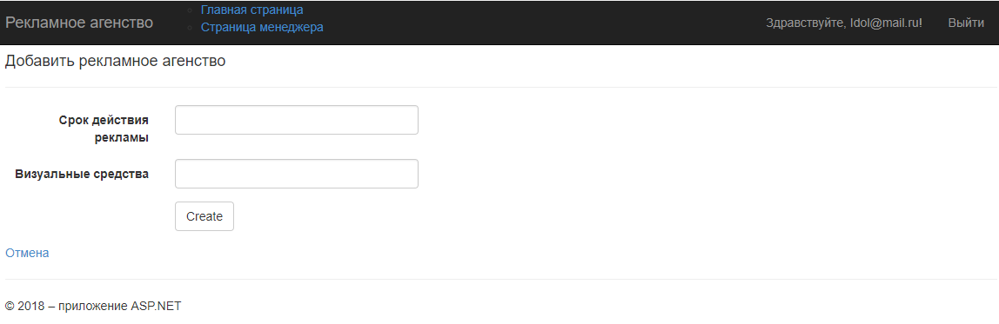 Рекламное агенство
Главная страница
Страница менеджера
Здравствуйте, Idol@mail.ru!
Выйти
Добавить рекламное агенство
Срок действия
рекламы
Визуальные средства
Create
Отмена
© 2018 – приложение ASP.NET